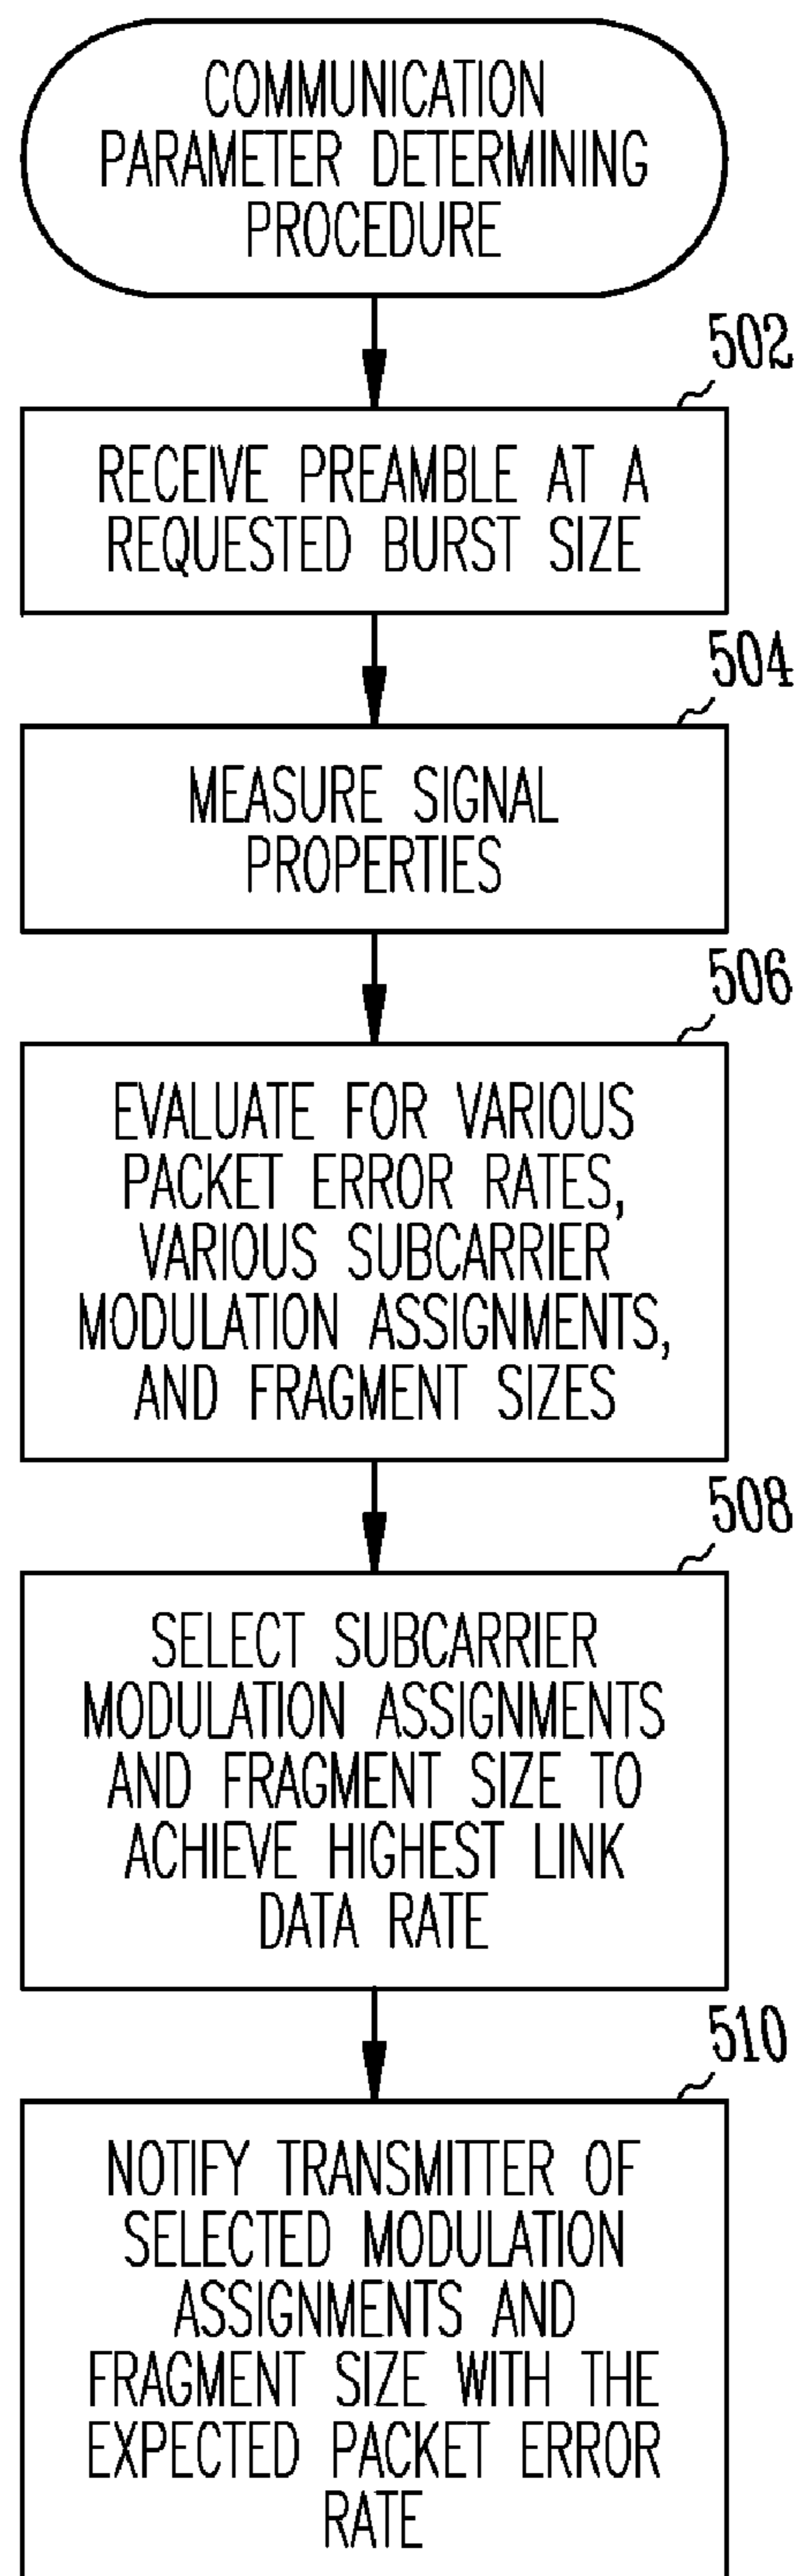 COMMUNICATION
PARAMETER DETERMINING
PROCEDURE
502
RECEIVE PREAMBLE AT A
REQUESTED BURST SIZE
504
MEASURE SIGNAL
PROPERTIES
506
EVALUATE FOR VARIOUS
PACKET ERROR RATES,
VARIOUS SUBCARRIER
MODULATION ASSIGNMENTS,
AND FRAGMENT SIZES
508
SELECT SUBCARRIER
MODULATION ASSIGNMENTS
AND FRAGMENT SIZE TO
ACHIEVE HIGHEST LINK
DATA RATE
510
NOTIFY TRANSMITTER OF
SELECTED MODULATION
ASSIGNMENTS AND
FRAGMENT SIZE WITH THE
EXPECTED PACKET ERROR
RATE